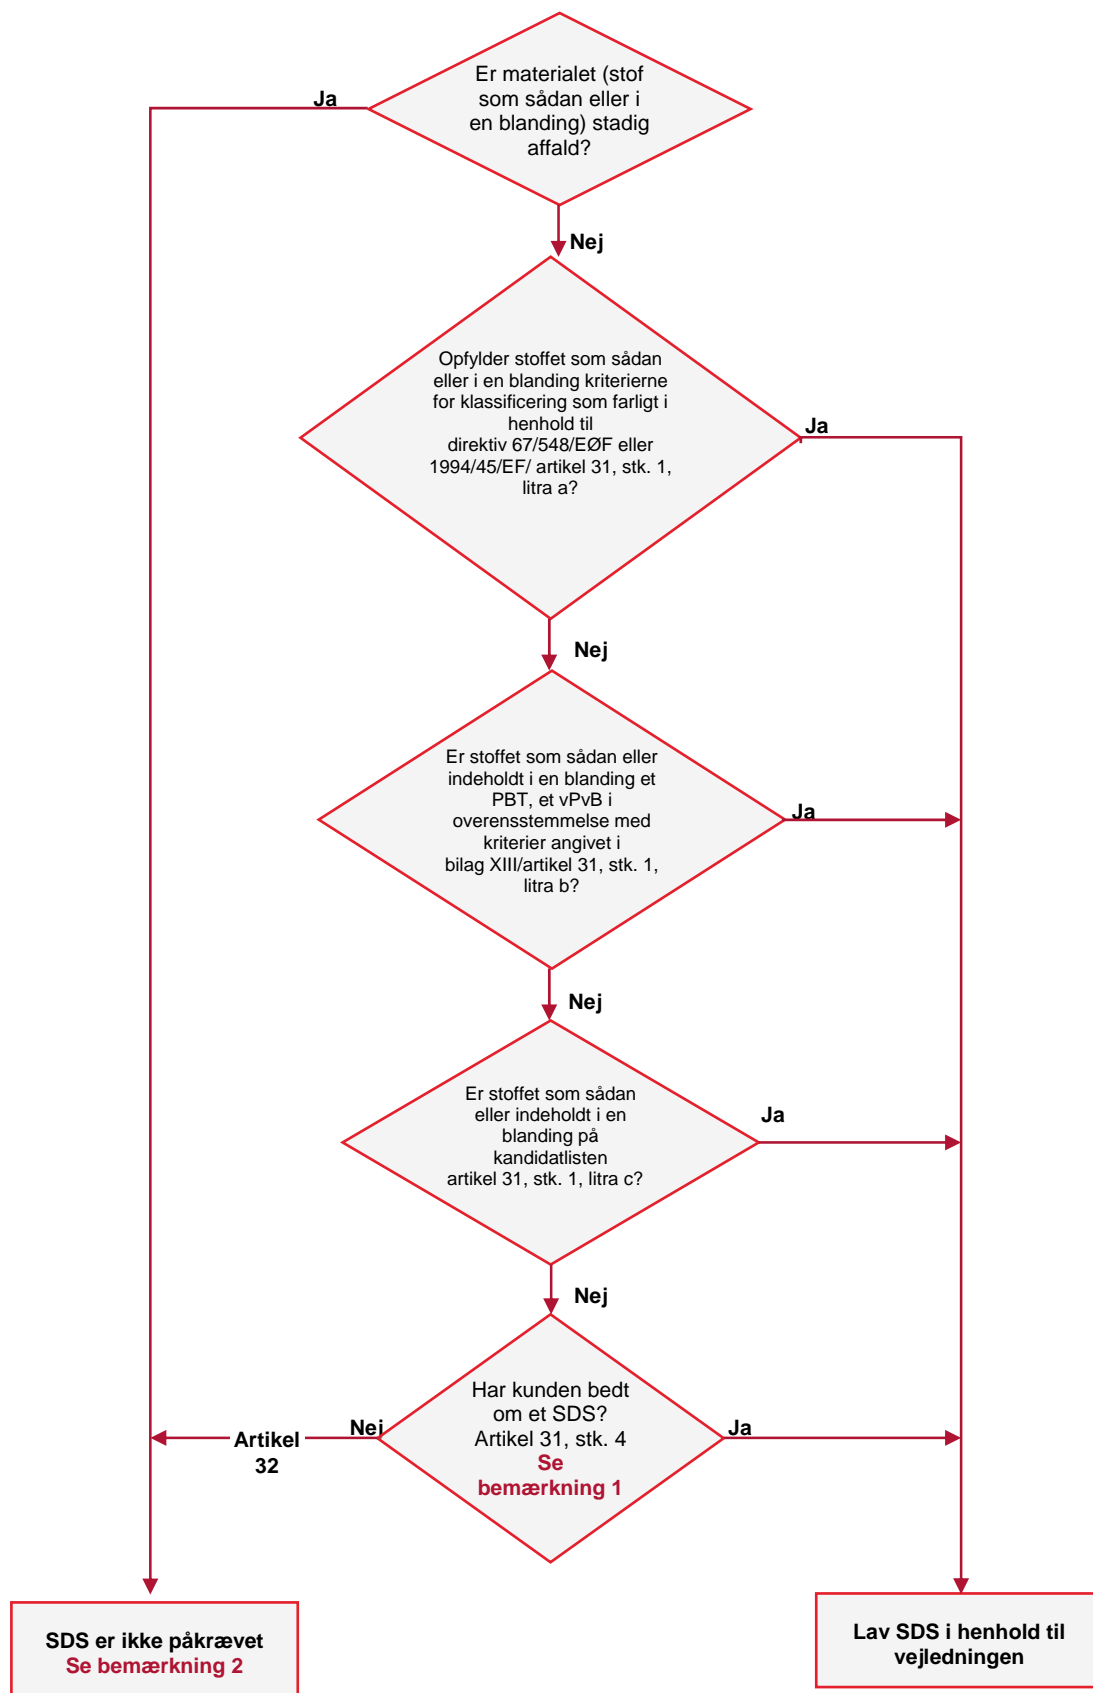 Er materialet (stof
som sådan eller i
en blanding) stadig
affald?
Ja
Nej
Opfylder stoffet som sådan
eller i en blanding kriterierne
for klassificering som farligt i
henhold til
direktiv 67/548/EØF eller
1994/45/EF/ artikel 31, stk. 1,
litra a?
Ja
Nej
Er stoffet som sådan eller
indeholdt i en blanding et
PBT, et vPvB i
overensstemmelse med
kriterier angivet i
bilag XIII/artikel 31, stk. 1,
litra b?
Ja
Nej
Er stoffet som sådan
eller indeholdt i en
blanding på
kandidatlisten
artikel 31, stk. 1, litra c?
Ja
Nej
Har kunden bedt
om et SDS?
Artikel 31, stk. 4
Se
bemærkning 1
Nej
Artikel
32
Ja
SDS er ikke påkrævet
Se bemærkning 2
Lav SDS i henhold til
vejledningen